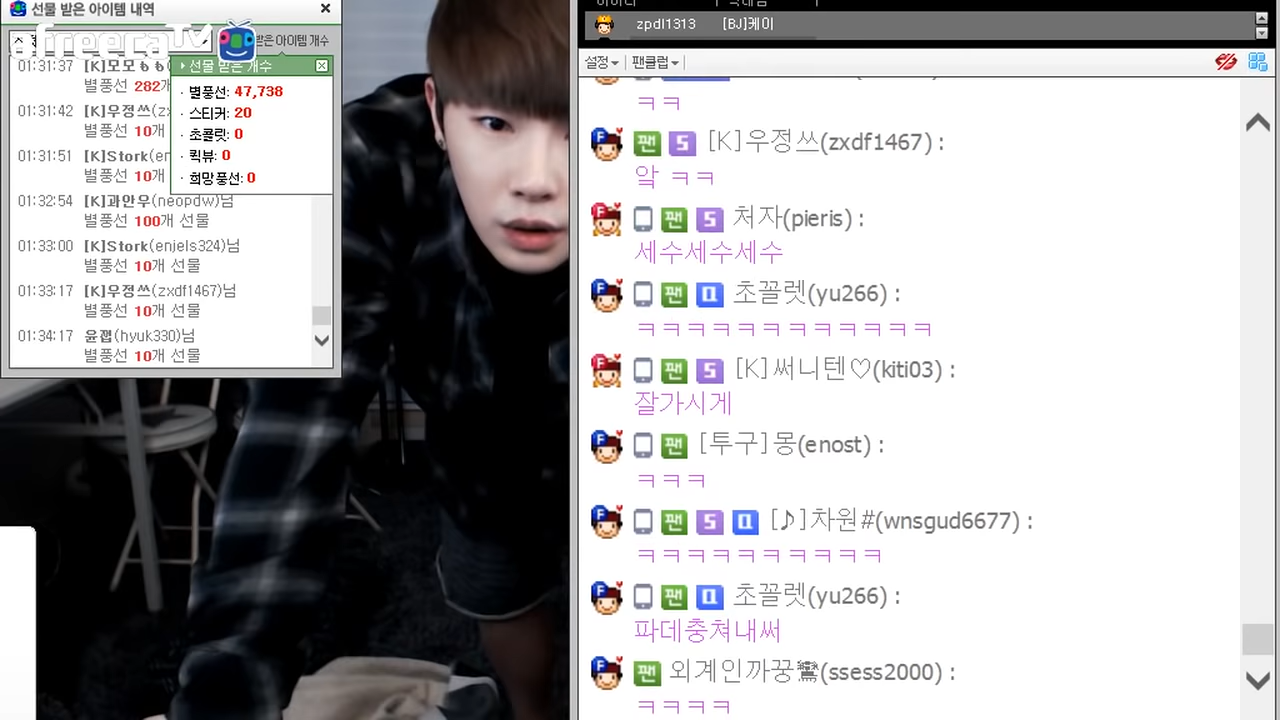 선물 받은 아이템 내역
afreecaTV
받은 아이템 개수
선물 받은 개수
· 별풍선: 47,738
· 스티커: 20
· 초콜릿: 0
· 퀵뷰: 0
· 희망풍선: 0
01:31:37
별풍선 282개
01:31:42 [K]우정쓰(zx
별풍선 10개
01:31:51 [K]Stork(en
별풍선 10개
01:32:54 [K]과안우(neopdw)님
별풍선 100개 선물
01:33:00 [K]Stork(enjels324)님
별풍선 10개 선물
01:33:17 [K]우정쓰(zxdf1467)님
별풍선 10개 선물
01:34:17 윤잽(hyuk330)님
별풍선 10개 선물
zpdl1313 [BJ]케이
설정 팬클럽
ㅋㅋ
팬 S [K]우정쓰(zxdf1467) :
앜 ㅋㅋ
팬 S 처자(pieris) :
세수세수세수
팬 Q 초꼴렛(yu266) :
ㅋㅋㅋㅋㅋㅋㅋㅋㅋㅋㅋㅋ
팬 S [K]써니텐♡(kiti03) :
잘가시게
팬 [투구]몽(enost) :
ㅋㅋㅋ
팬 S Q [♪]차원#(wnsgud6677) :
ㅋㅋㅋㅋㅋㅋㅋㅋㅋㅋ
팬 Q 초꼴렛(yu266) :
파데충쳐내써
팬 외계인까꿍(ssess2000) :
ㅋㅋㅋㅋ